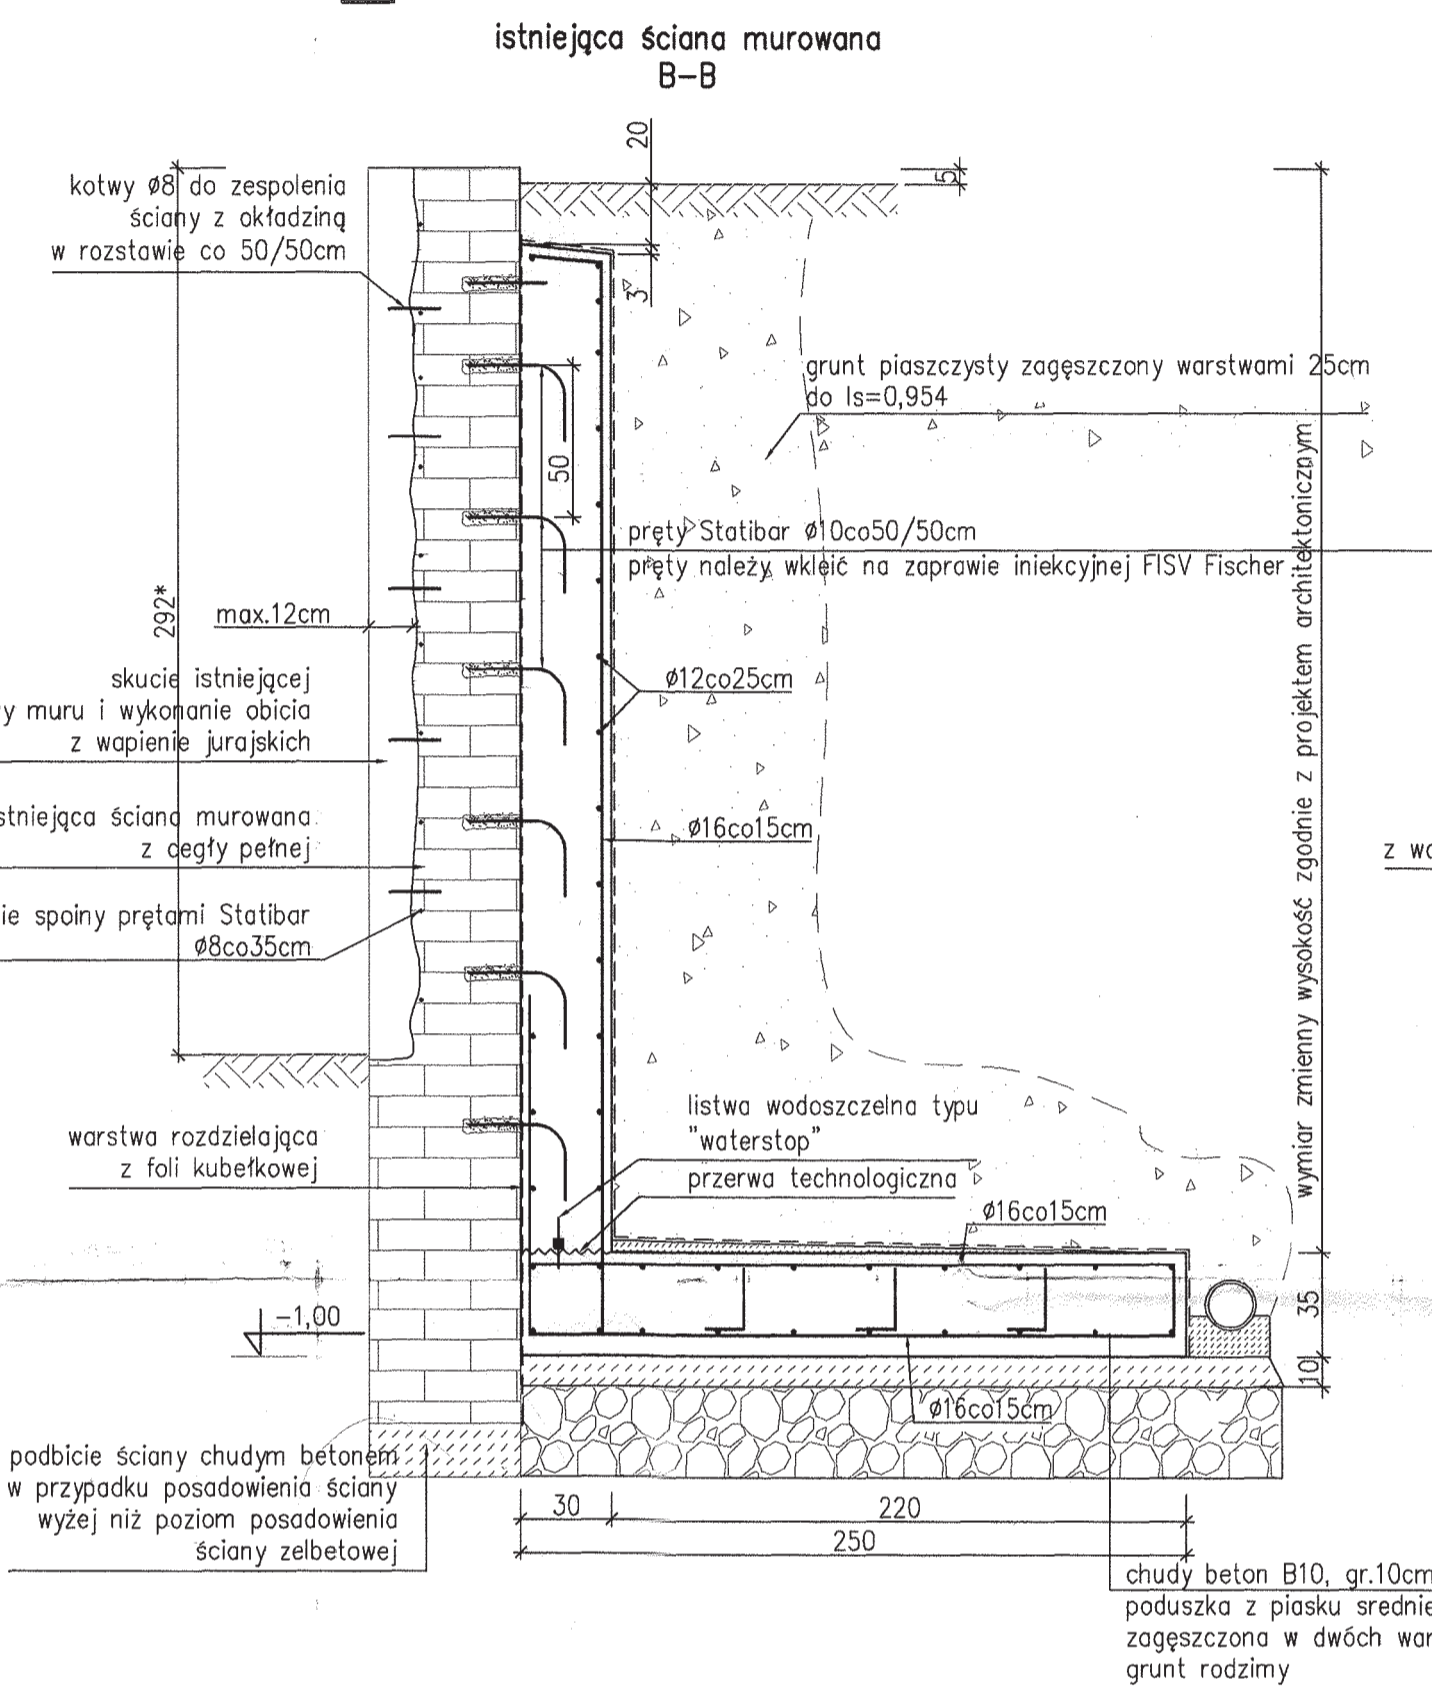 istniejąca ściana murowana
B-B
20
5
kotwy ø8 do zespolenia
ściany z okładziną
w rozstawie co 50/50cm
3
grunt piaszczysty zagęszczony warstwami 25cm
do Is=0,954
50
pręty Statibar ø10co50/50cm
pręty należy wkleić na zaprawie iniekcyjnej FISV Fischer
wymiar zmienny wysokość zgodnie z projektem architektonicznym
292*
max.12cm
skucie istniejącej
y muru i wykonanie obicia
z wapienie jurajskich
ø12co25cm
stniejąca ściana murowana
z cegły pełnej
ø16co15cm
z wa
ie spoiny prętami Statibar
ø8co35cm
listwa wodoszczelna typu
"waterstop"
przerwa technologiczna
warstwa rozdzielająca
z foli kubełkowej
ø16co15cm
-1,00
35
10
ø16co15cm
podbicie ściany chudym betonem
w przypadku posadowienia ściany
wyżej niż poziom posadowienia
ściany zelbetowej
30
220
250
chudy beton B10, gr.10cm
poduszka z piasku srednie
zagęszczona w dwóch war
grunt rodzimy